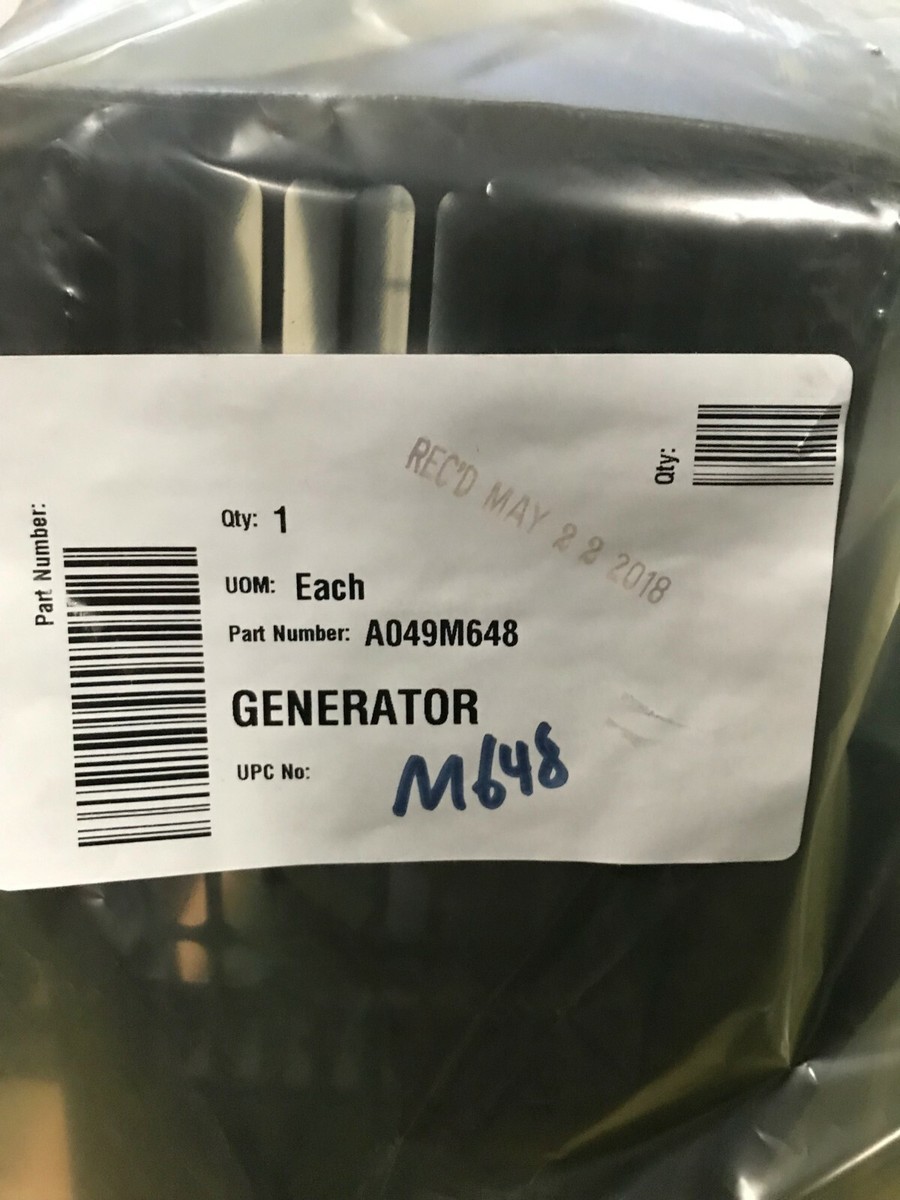 Qty:
REC'D MAY 22 2018
Part Number:
Qty: 1
UOM: Each
Part Number: A049M648
GENERATOR
UPC No:
M648